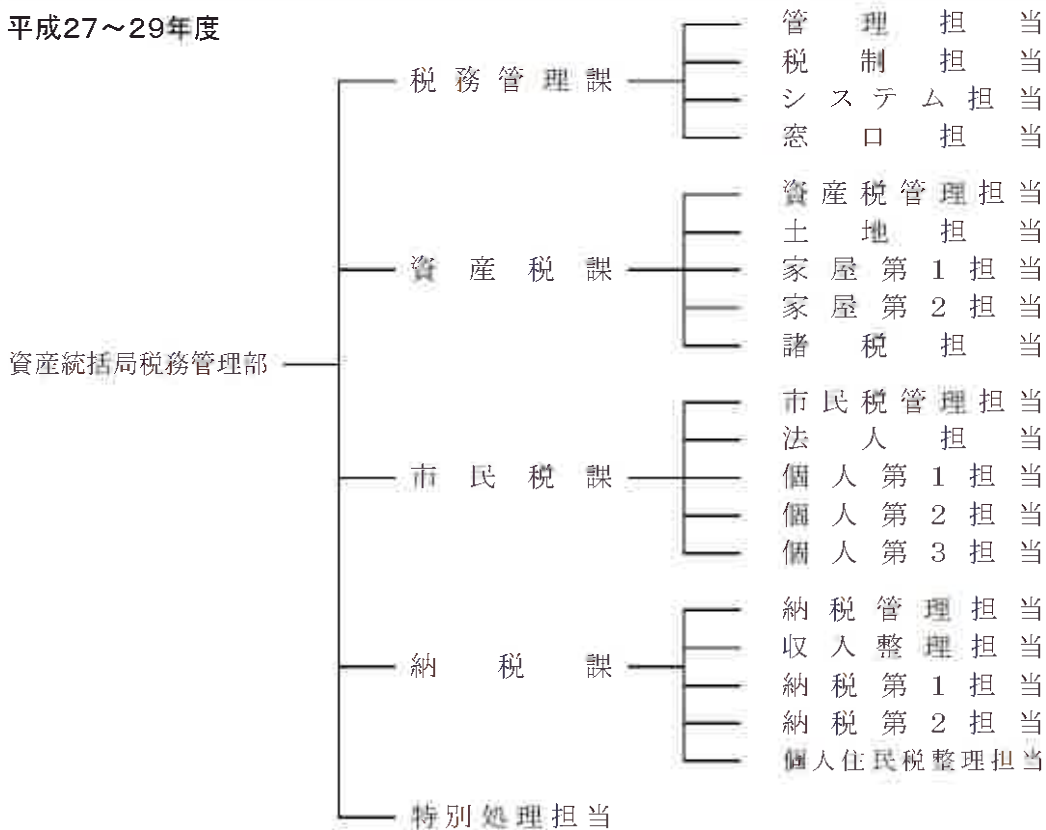 平成27～29年度
資産統括局税務管理部
税務管理課
管理担当
税制担当
システム担当
窓口担当
資産税課
資産税管理担当
土地担当
家屋第1担当
家屋第2担当
諸税担当
市民税課
市民税管理担当
法人担当
個人第1担当
個人第2担当
個人第3担当
納税課
納税管理担当
収入整理担当
納税第1担当
納税第2担当
個人住民税整理担当
特別処理担当